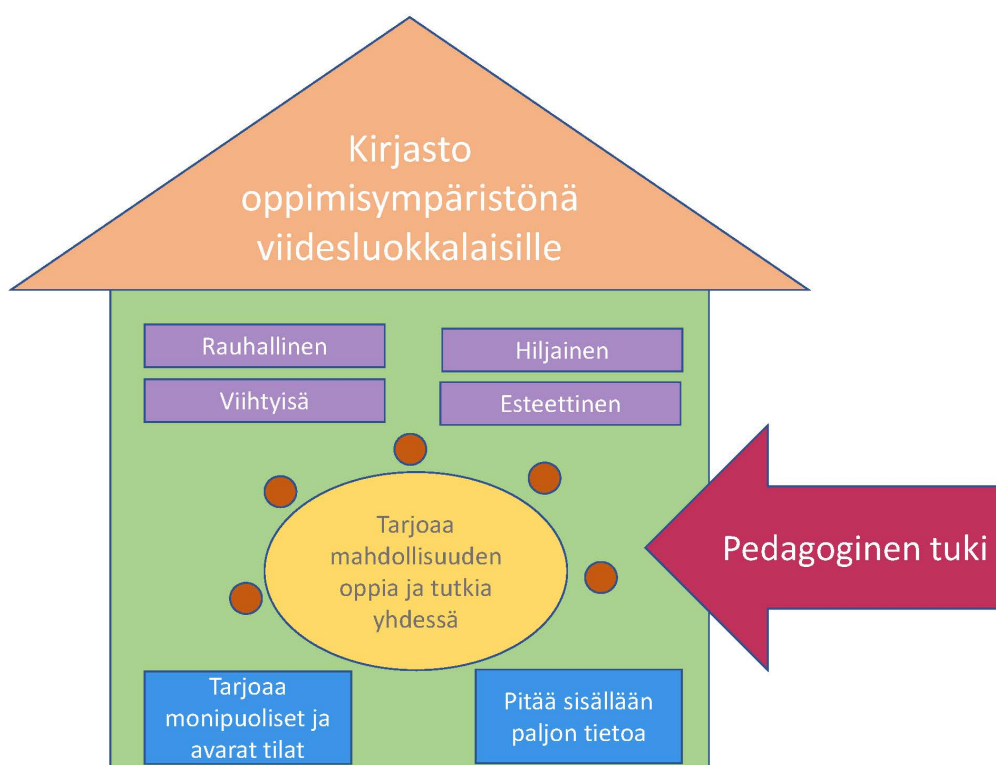 Kirjasto
oppimisympäristönä
viidesluokkalaisille
Rauhallinen
Hiljainen
Viihtyisä
Esteettinen
Tarjoaa
mahdollisuuden
oppia ja tutkia
yhdessä
Pedagoginen tuki
Tarjoaa
monipuoliset ja
avarat tilat
Pitää sisällään
paljon tietoa